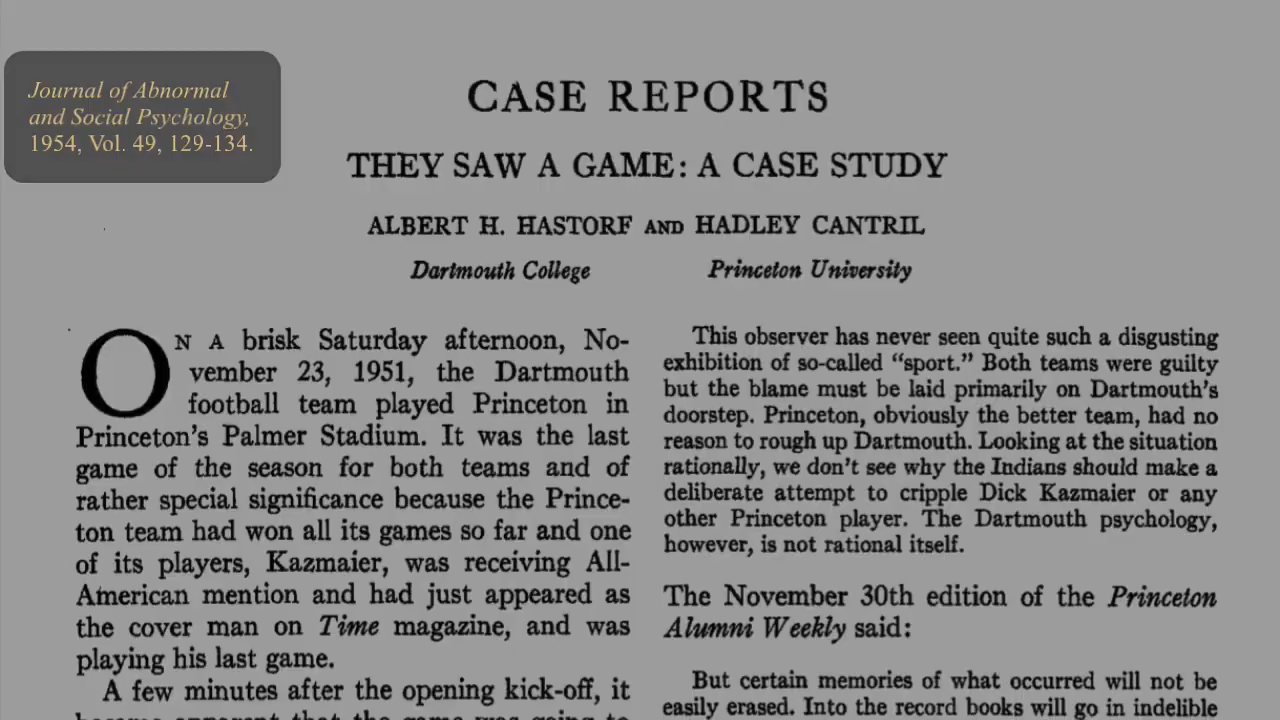 Journal of Abnormal
and Social Psychology,
1954, Vol. 49, 129-134.
CASE REPORTS
THEY SAW A GAME: A CASE STUDY
ALBERT H. HASTORF AND HADLEY CANTRIL
Dartmouth College
Princeton University
ON A brisk Saturday afternoon, No-
vember 23, 1951, the Dartmouth
football team played Princeton in
Princeton's Palmer Stadium. It was the last
game of the season for both teams and of
rather special significance because the Prince-
ton team had won all its games so far and one
of its players, Kazmaier, was receiving All-
American mention and had just appeared as
the cover man on Time magazine, and was
playing his last game.
A few minutes after the opening kick-off, it
This observer has never seen quite such a disgusting
exhibition of so-called "sport." Both teams were guilty
but the blame must be laid primarily on Dartmouth's
doorstep. Princeton, obviously the better team, had no
reason to rough up Dartmouth. Looking at the situation
rationally, we don't see why the Indians should make a
deliberate attempt to cripple Dick Kazmaier or any
other Princeton player. The Dartmouth psychology,
however, is not rational itself.
The November 30th edition of the Princeton
Alumni Weekly said:
But certain memories of what occurred will not be
easily erased. Into the record books will go in indelible